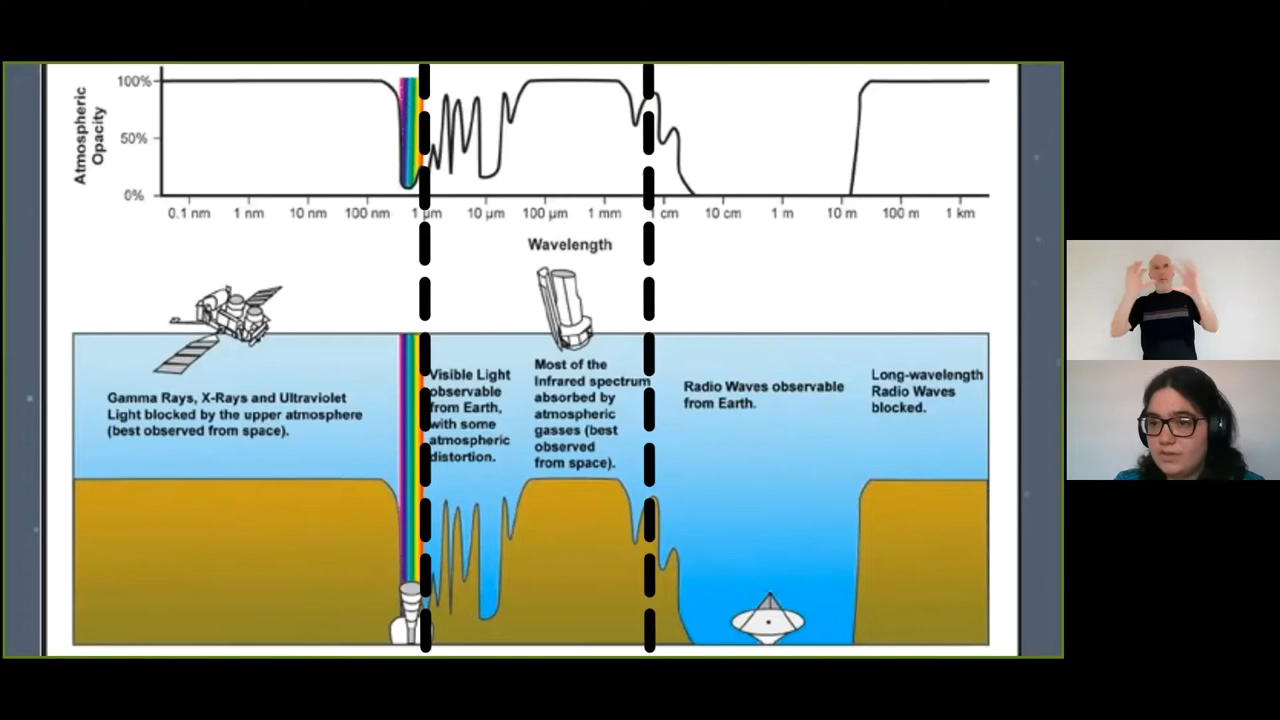 100%
Atmospheric
Opacity
50%
0%
0.1 nm 1 nm 10 nm 100 nm 1 µm 10 µm 100 µm 1 mm cm 10 cm 1 m 10 m 100 m 1 km
Wavelength
Gamma Rays, X-Rays and Ultraviolet
Light blocked by the upper atmosphere
(best observed from space).
Visible Light
observable
from Earth,
with some
atmospheric
distortion.
Most of the
Infrared spectrum
absorbed by
atmospheric
gasses (best
observed
from space).
Radio Waves observable
from Earth.
Long-wavelength
Radio Waves
blocked.